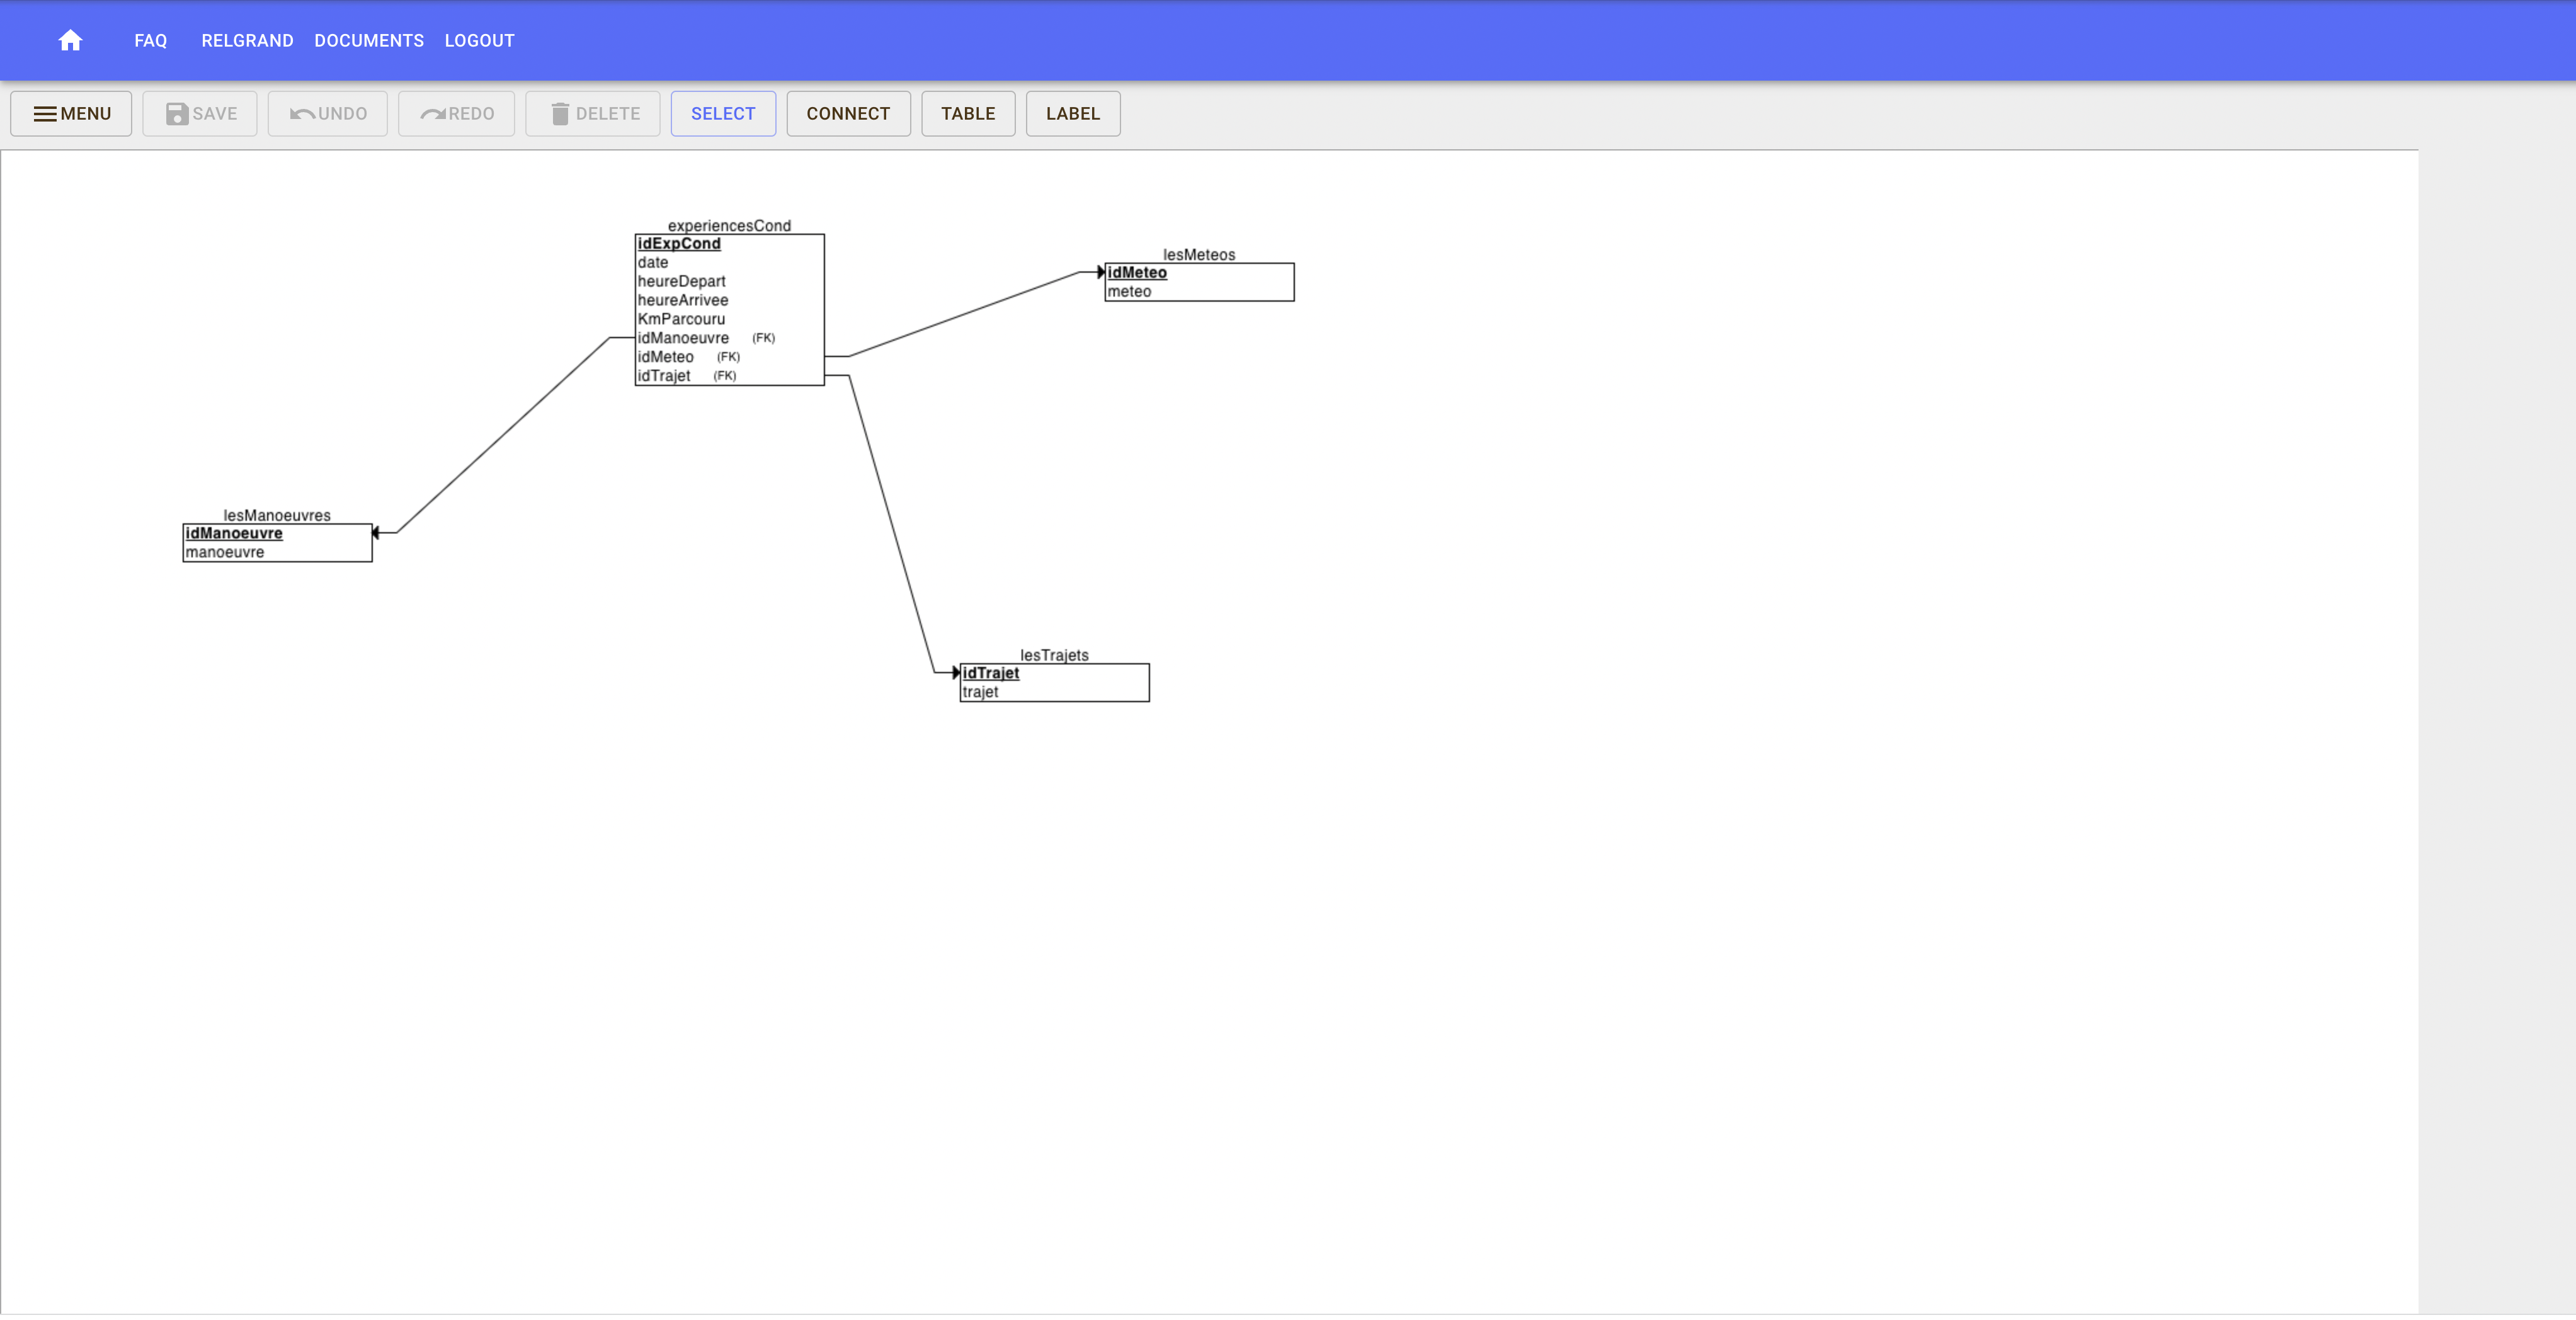 FAQ RELGRAND DOCUMENTS LOGOUT
MENU SAVE UNDO REDO DELETE SELECT CONNECT TABLE LABEL
experiencesCond
idExpCond
date
heureDepart
heureArrivee
KmParcouru
idManoeuvre (FK)
idMeteo (FK)
idTrajet (FK)
lesMeteos
idMeteo
meteo
lesManoeuvres
idManoeuvre
manoeuvre
lesTrajets
idTrajet
trajet